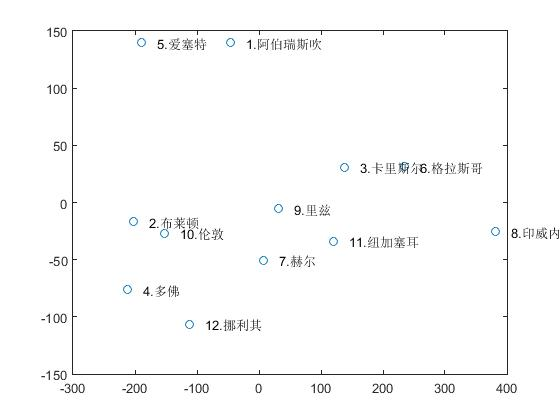 150
5.爱塞特
1.阿伯瑞斯吹
100
50
3.卡里斯尔
6.格拉斯哥
0
9.里兹
2.布莱顿
10.伦敦
8.印威内
11.纽加塞耳
-50
7.赫尔
4.多佛
-100
12.挪利其
-150
-300
-200
-100
0
100
200
300
400